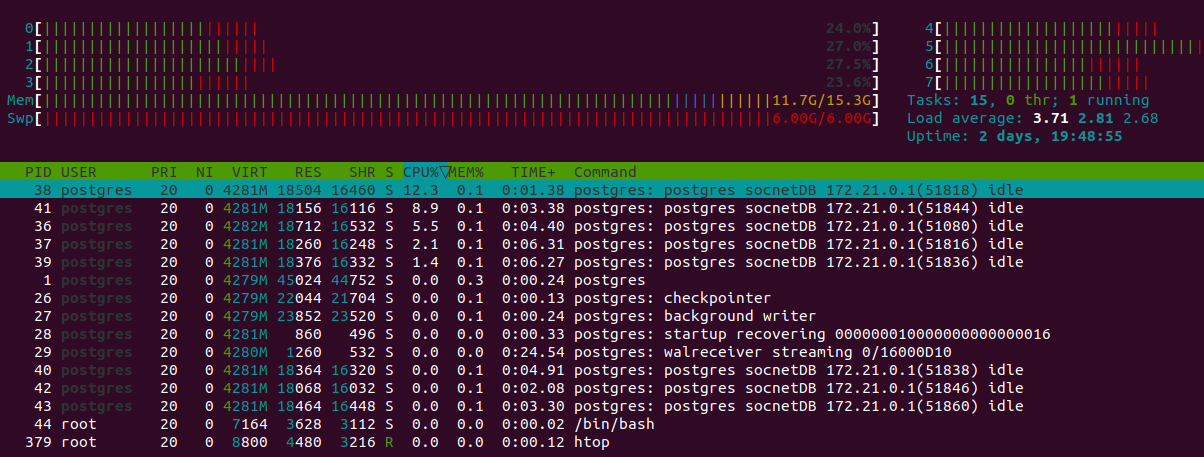 0[||||||||||||||||||||||||| 24.0%] 4[|||||||||||||||||||||||||
1[|||||||||||||||||||||||||| 27.0%] 5[|||||||||||||||||||||||||||||
2[||||||||||||||||||||||||||| 27.5%] 6[|||||||||||||||||||||||
3[|||||||||||||||||||||||| 23.6%] 7[||||||||||||||||||||||||
Mem[||||||||||||||||||||||||||||||||||||||||||||||||||||||||||||||||||||||||||||||||||11.7G/15.3G] Tasks: 15, 0 thr; 1 running
Swp[||||||||||||||||||||||||||||||||||||||||||||||||||||||||||||||||||||||||||||||||||6.00G/6.00G] Load average: 3.71 2.81 2.68
Uptime: 2 days, 19:48:55
PID USER PRI NI VIRT RES SHR S CPU%▽MEM% TIME+ Command
38 postgres 20 0 4281M 18504 16460 S 12.3 0.1 0:01.38 postgres: postgres socnetDB 172.21.0.1(51818) idle
41 postgres 20 0 4281M 18156 16116 S 8.9 0.1 0:03.38 postgres: postgres socnetDB 172.21.0.1(51844) idle
36 postgres 20 0 4282M 18712 16532 S 5.5 0.1 0:04.40 postgres: postgres socnetDB 172.21.0.1(51080) idle
37 postgres 20 0 4281M 18260 16248 S 2.1 0.1 0:06.31 postgres: postgres socnetDB 172.21.0.1(51816) idle
39 postgres 20 0 4281M 18376 16332 S 1.4 0.1 0:06.27 postgres: postgres socnetDB 172.21.0.1(51836) idle
1 postgres 20 0 4279M 45024 44752 S 0.0 0.3 0:00.24 postgres
26 postgres 20 0 4279M 22044 21704 S 0.0 0.1 0:00.13 postgres: checkpointer
27 postgres 20 0 4279M 23852 23520 S 0.0 0.1 0:00.24 postgres: background writer
28 postgres 20 0 4281M 860 496 S 0.0 0.0 0:00.33 postgres: startup recovering 000000010000000000000016
29 postgres 20 0 4280M 1260 532 S 0.0 0.0 0:24.54 postgres: walreceiver streaming 0/16000D10
40 postgres 20 0 4281M 18364 16320 S 0.0 0.1 0:04.91 postgres: postgres socnetDB 172.21.0.1(51838) idle
42 postgres 20 0 4281M 18068 16032 S 0.0 0.1 0:02.08 postgres: postgres socnetDB 172.21.0.1(51846) idle
43 postgres 20 0 4281M 18464 16448 S 0.0 0.1 0:03.30 postgres: postgres socnetDB 172.21.0.1(51860) idle
44 root 20 0 7164 3628 3112 S 0.0 0.0 0:00.02 /bin/bash
379 root 20 0 8800 4480 3216 R 0.0 0.0 0:00.12 htop